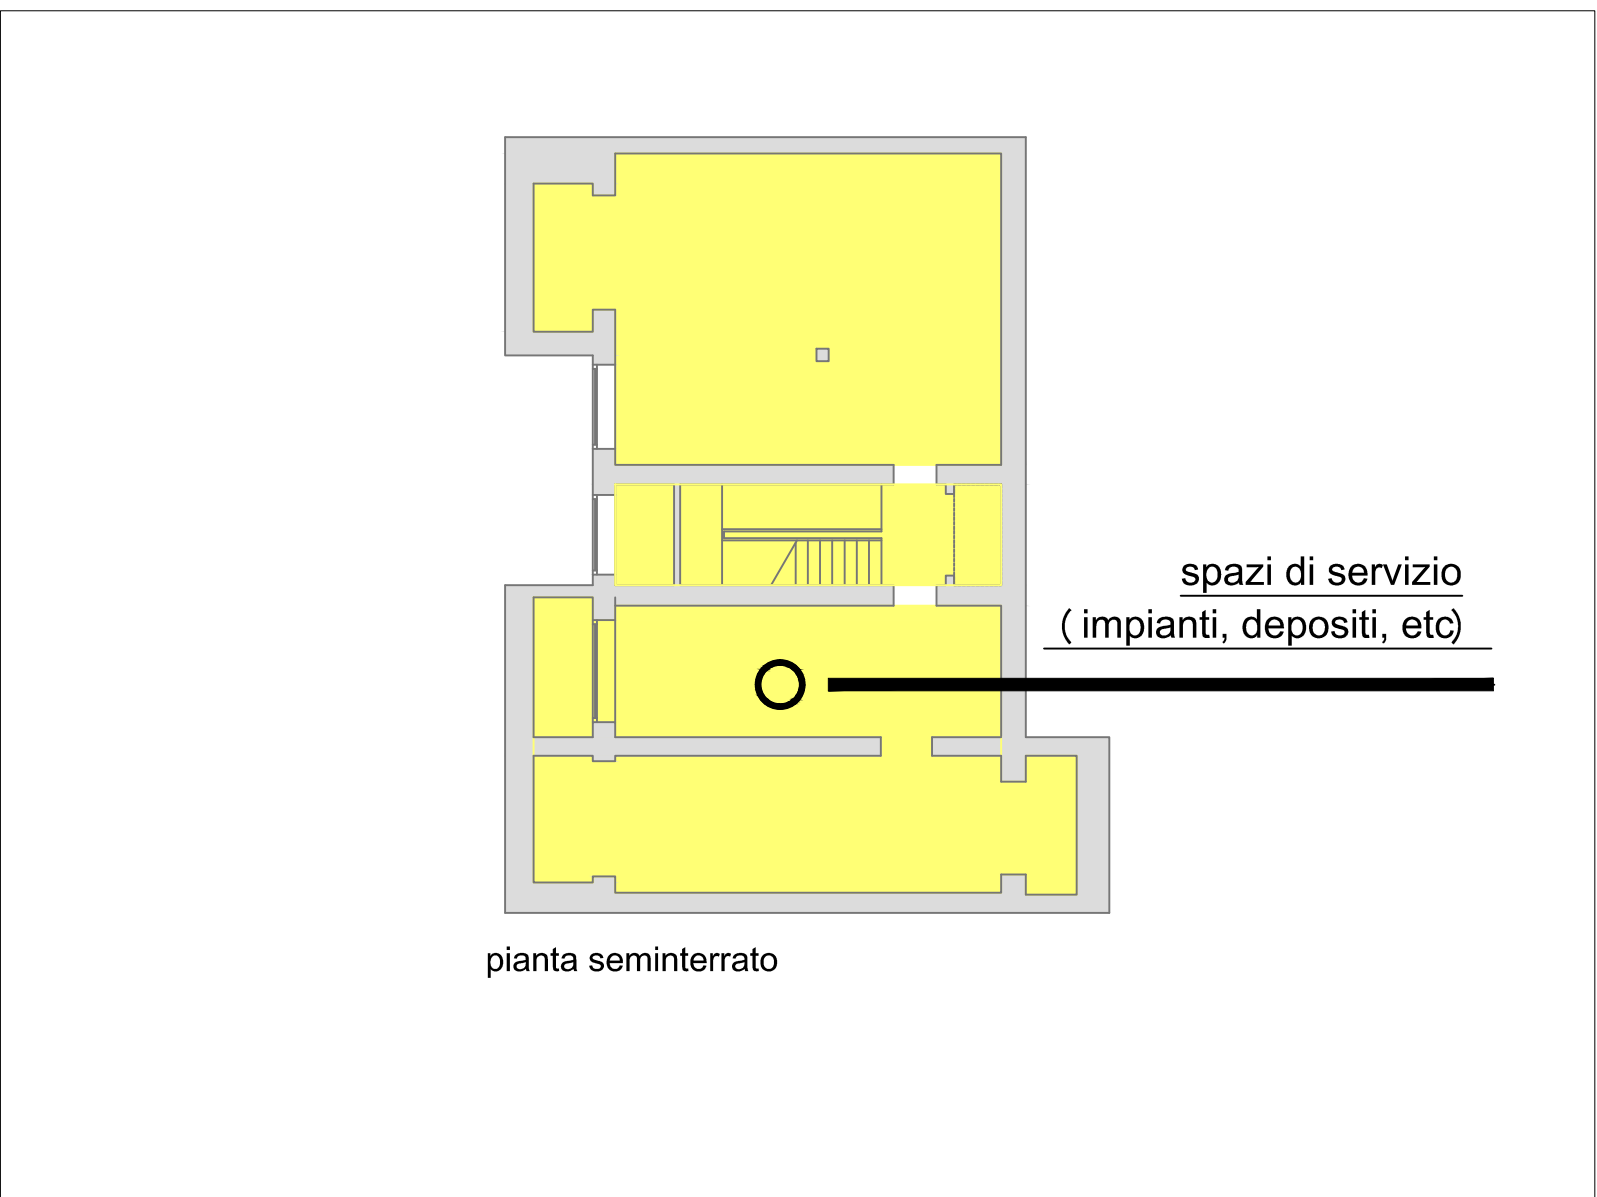 spazi di servizio
( impianti, depositi, etc)
pianta seminterrato